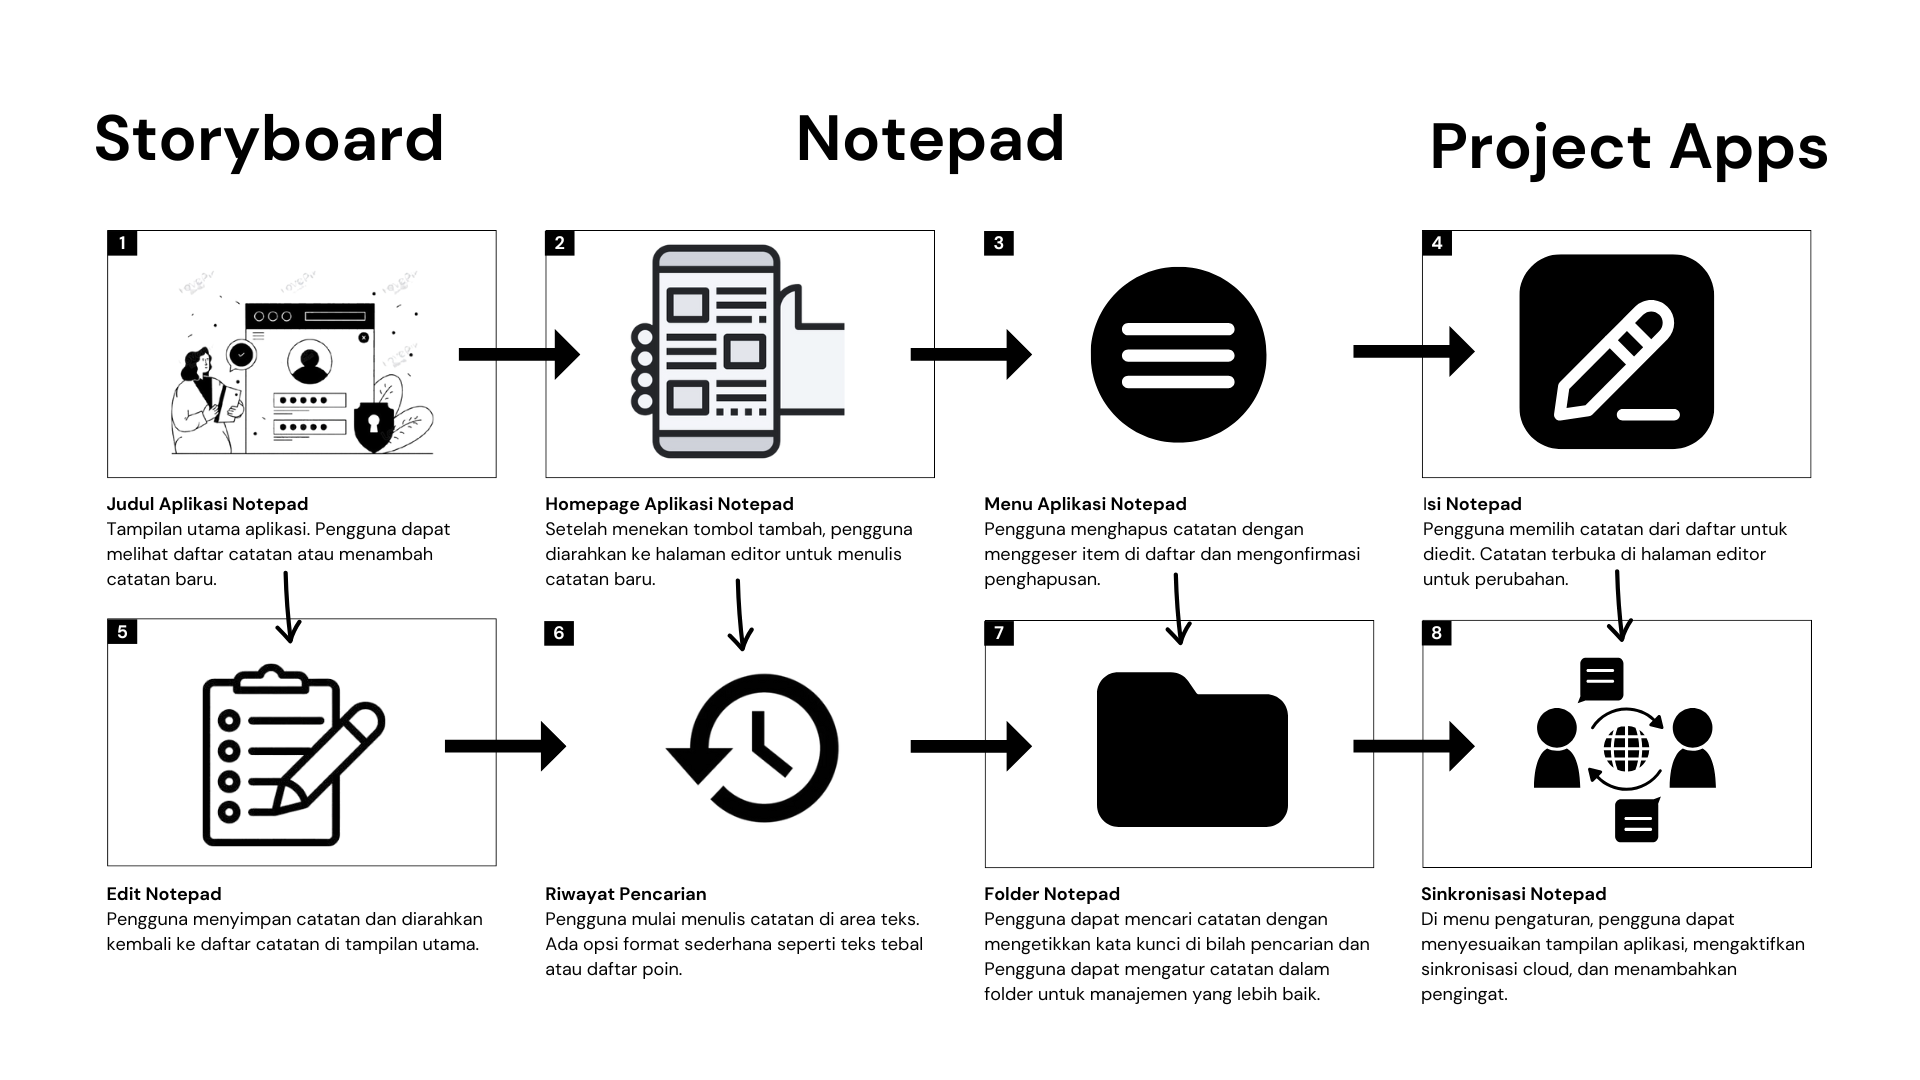 Storyboard
Notepad
Project Apps
1
2
3
4
Judul Aplikasi Notepad
Tampilan utama aplikasi. Pengguna dapat
melihat daftar catatan atau menambah
catatan baru.
Homepage Aplikasi Notepad
Setelah menekan tombol tambah, pengguna
diarahkan ke halaman editor untuk menulis
catatan baru.
Menu Aplikasi Notepad
Pengguna menghapus catatan dengan
menggeser item di daftar dan mengonfirmasi
penghapusan.
Isi Notepad
Pengguna memilih catatan dari daftar untuk
diedit. Catatan terbuka di halaman editor
untuk perubahan.
5
6
7
8
Edit Notepad
Pengguna menyimpan catatan dan diarahkan
kembali ke daftar catatan di tampilan utama.
Riwayat Pencarian
Pengguna mulai menulis catatan di area teks.
Ada opsi format sederhana seperti teks tebal
atau daftar poin.
Folder Notepad
Pengguna dapat mencari catatan dengan
mengetikkan kata kunci di bilah pencarian dan
Pengguna dapat mengatur catatan dalam
folder untuk manajemen yang lebih baik.
Sinkronisasi Notepad
Di menu pengaturan, pengguna dapat
menyesuaikan tampilan aplikasi, mengaktifkan
sinkronisasi cloud, dan menambahkan
pengingat.